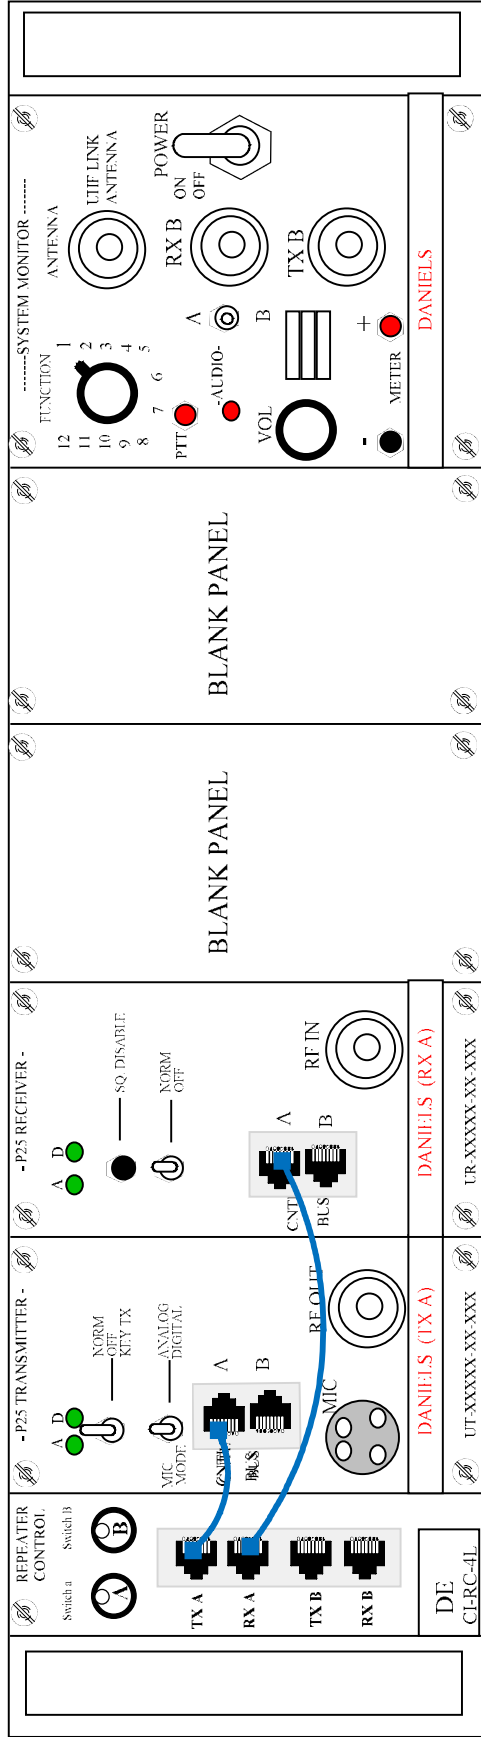 ------SYSTEM MONITOR -------
FUNCTION
1
2
3
4
5
6
7
8
9
10
11
12
ANTENNA
UHF LINK
ANTENNA
POWER
ON
OFF
RX B
TX B
A
-AUDIO-
B
PTT
VOL
+
-
METER
DANIELS
BLANK PANEL
BLANK PANEL
- P25 RECEIVER -
A D
SQ. DISABLE
NORM
OFF
RF IN
A
B
BUS
DANIELS (RX A)
UR-XXXXX-XX-XXX
- P25 TRANSMITTER -
A D
NORM
OFF
KEY TX
ANALOG
DIGITAL
MIC
MODE
A
B
RF OUT
MIC
DANIELS (TX A)
UT-XXXXX-XX-XXX
REPEATER
CONTROL
Switch a
Switch B
A
B
TX A
RX A
TX B
RX B
DE
CI-RC-4L